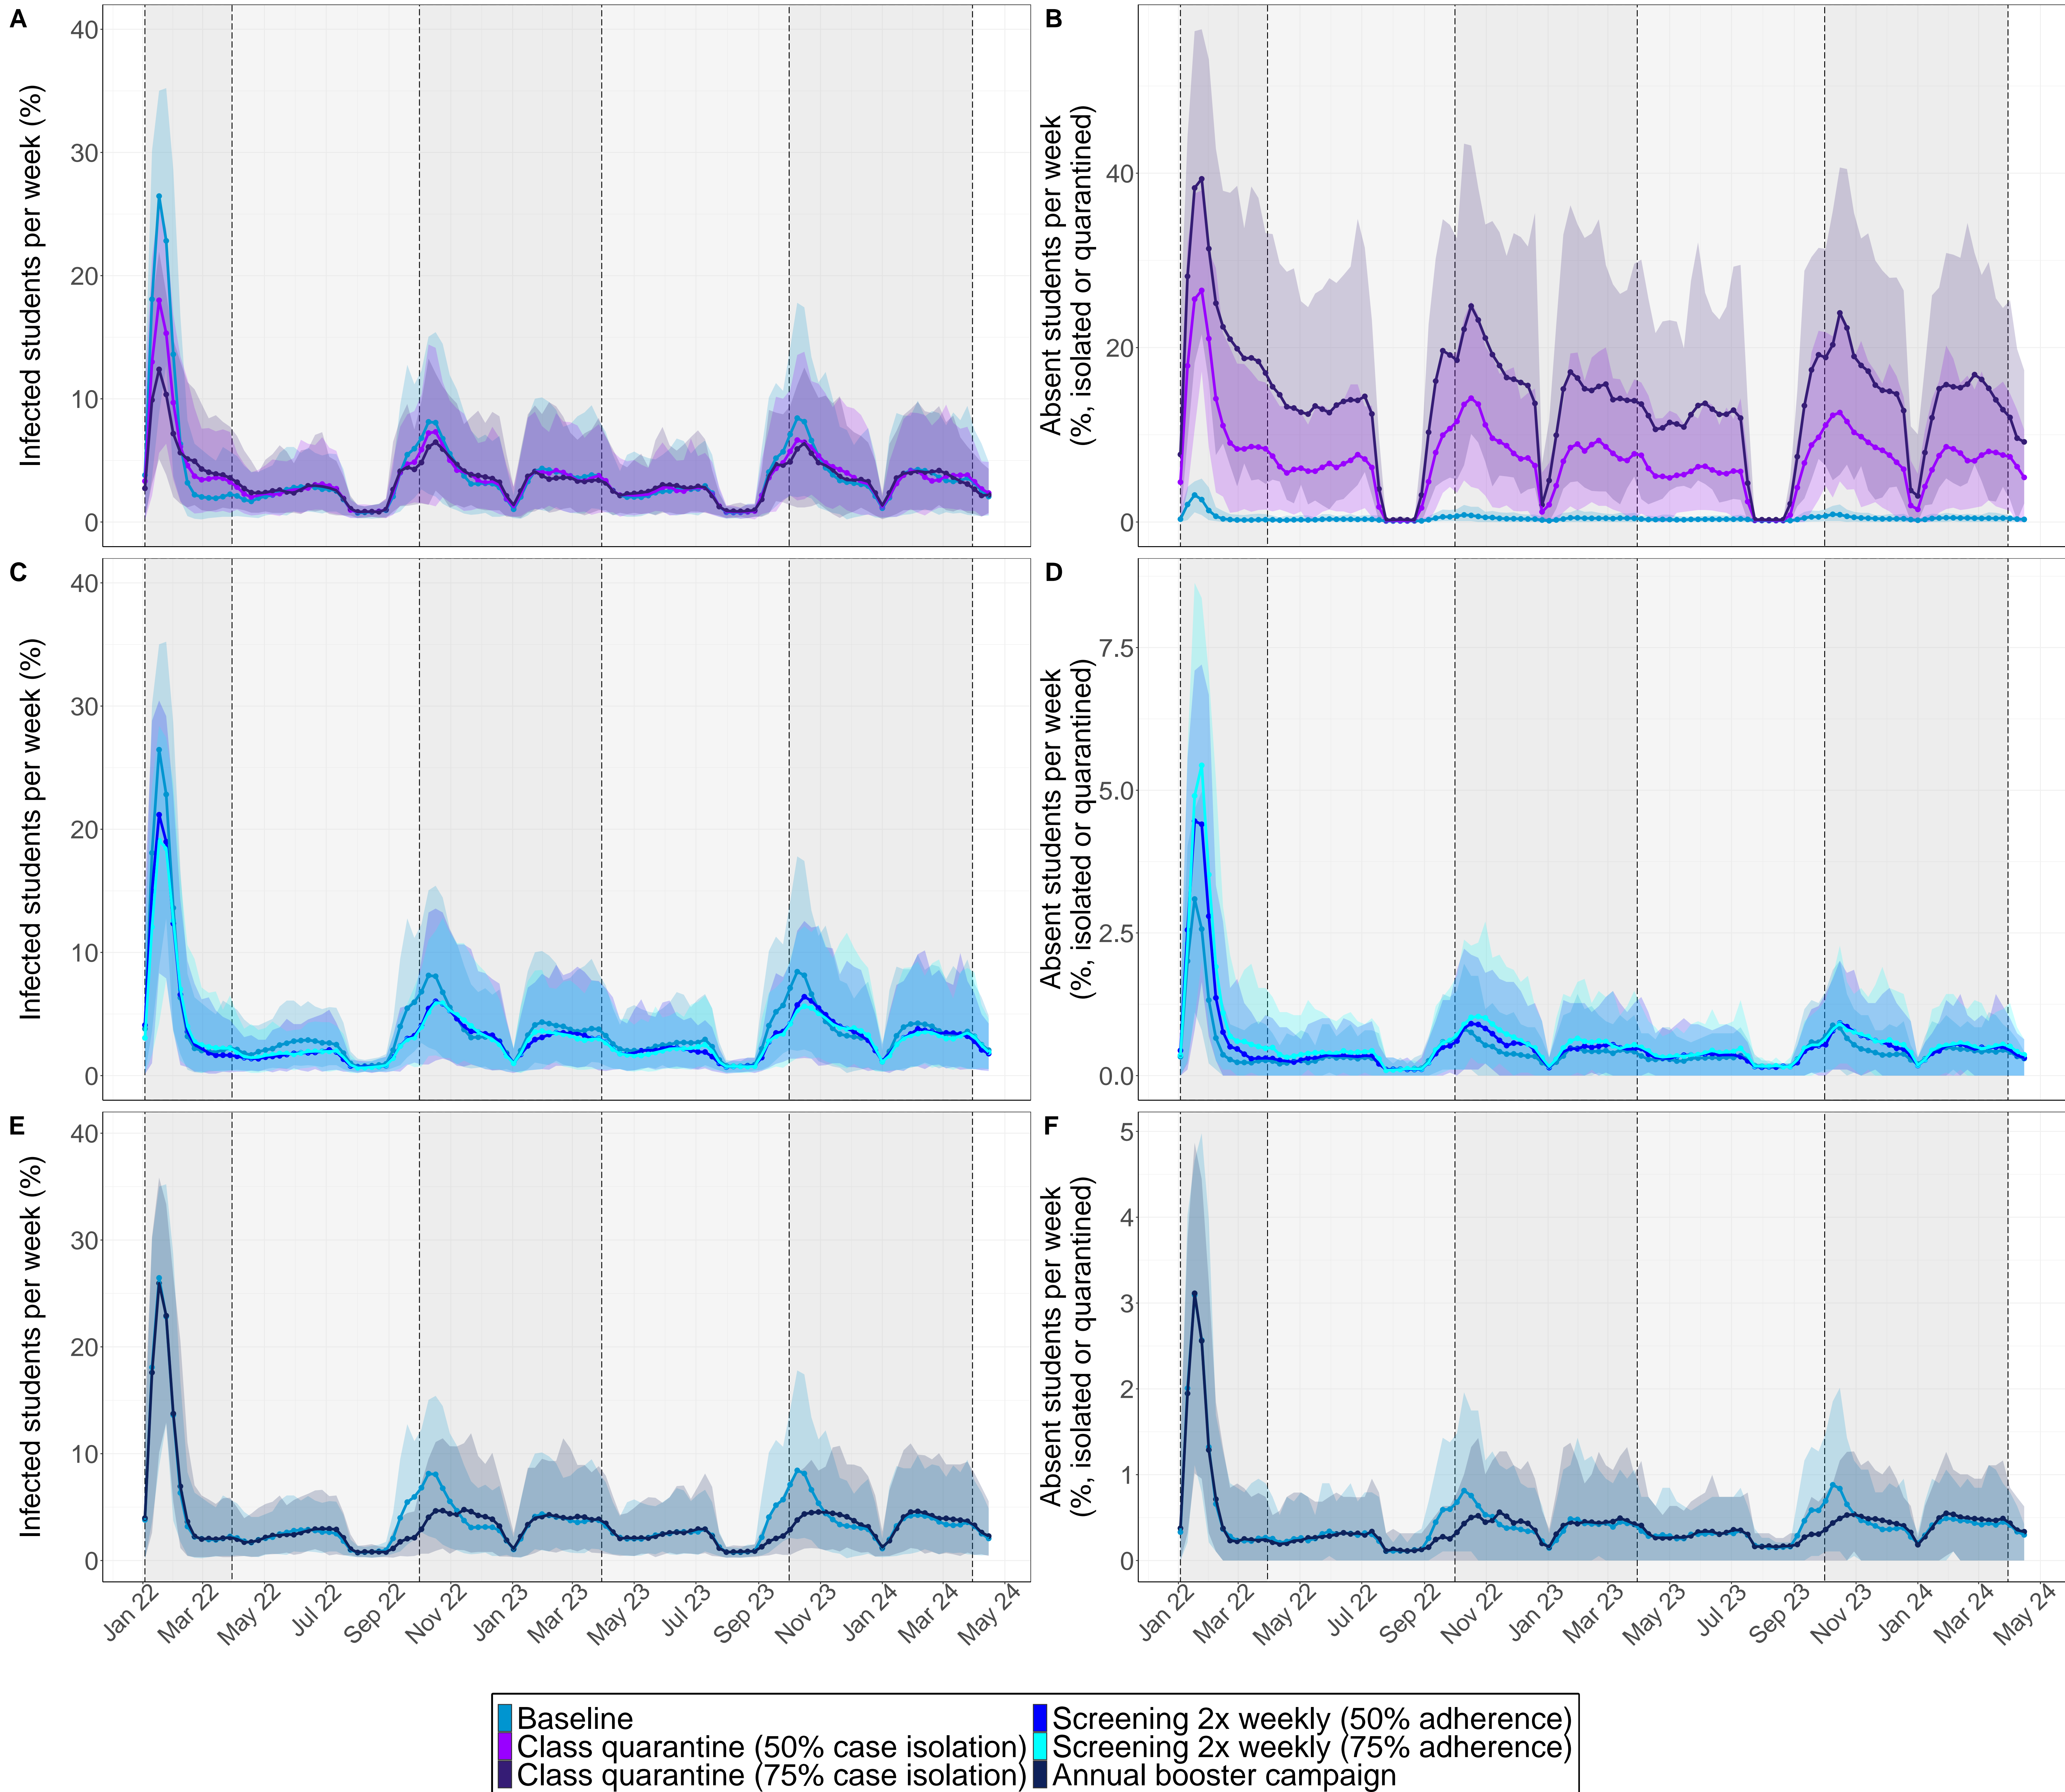 A
Infected students per week (%)
40
30
20
10
0
B
Absent students per week
(%, isolated or quarantined)
40
20
0
C
Infected students per week (%)
40
30
20
10
0
D
Absent students per week
(%, isolated or quarantined)
7.5
5.0
2.5
0.0
E
Infected students per week (%)
40
30
20
10
0
F
Absent students per week
(%, isolated or quarantined)
5
4
3
2
1
0
Jan 22 Mar 22 May 22 Jul 22 Sep 22 Nov 22 Jan 23 Mar 23 May 23 Jul 23 Sep 23 Nov 23 Jan 24 Mar 24 May 24
Jan 22 Mar 22 May 22 Jul 22 Sep 22 Nov 22 Jan 23 Mar 23 May 23 Jul 23 Sep 23 Nov 23 Jan 24 Mar 24 May 24
Baseline
Class quarantine (50% case isolation)
Class quarantine (75% case isolation)
Screening 2x weekly (50% adherence)
Screening 2x weekly (75% adherence)
Annual booster campaign